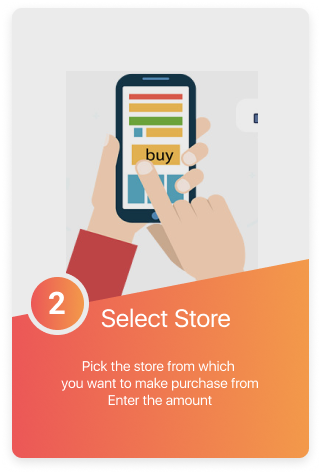 buy
2
Select Store
Pick the store from which
you want to make purchase from
Enter the amount